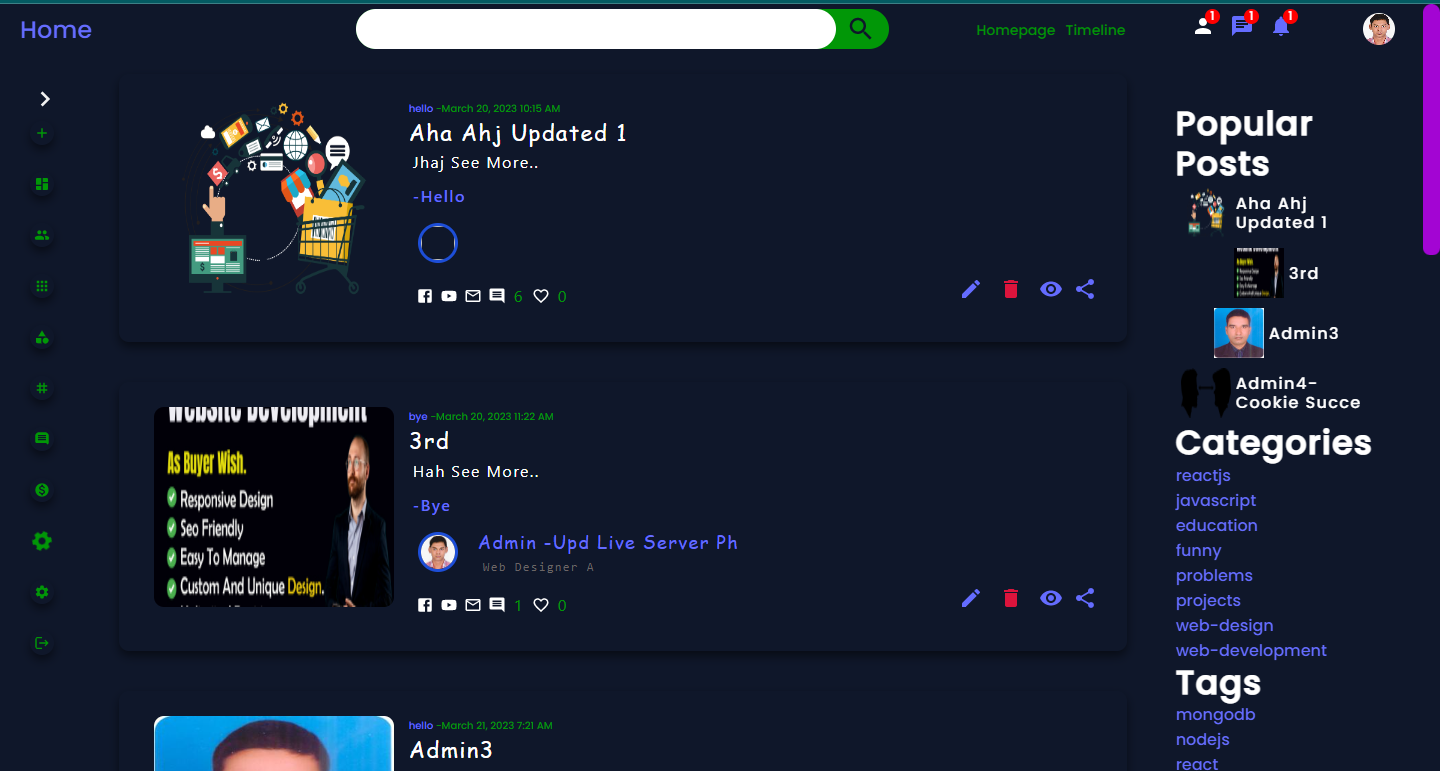 Home
Homepage Timeline
1
1
1
hello -March 20, 2023 10:15 AM
Aha Ahj Updated 1
Jhaj See More..
-Hello
6 0
bye -March 20, 2023 11:22 AM
3rd
Hah See More..
-Bye
Admin -Upd Live Server Ph
Web Designer A
1 0
Website Development
As Buyer Wish.
Responsive Design
Seo Friendly
Easy To Manage
Custom And Unique Design.
hello -March 21, 2023 7:21 AM
Admin3
Popular
Posts
Aha Ahj
Updated 1
3rd
Admin3
Admin4-
Cookie Succe
Categories
reactjs
javascript
education
funny
problems
projects
web-design
web-development
Tags
mongodb
nodejs
react